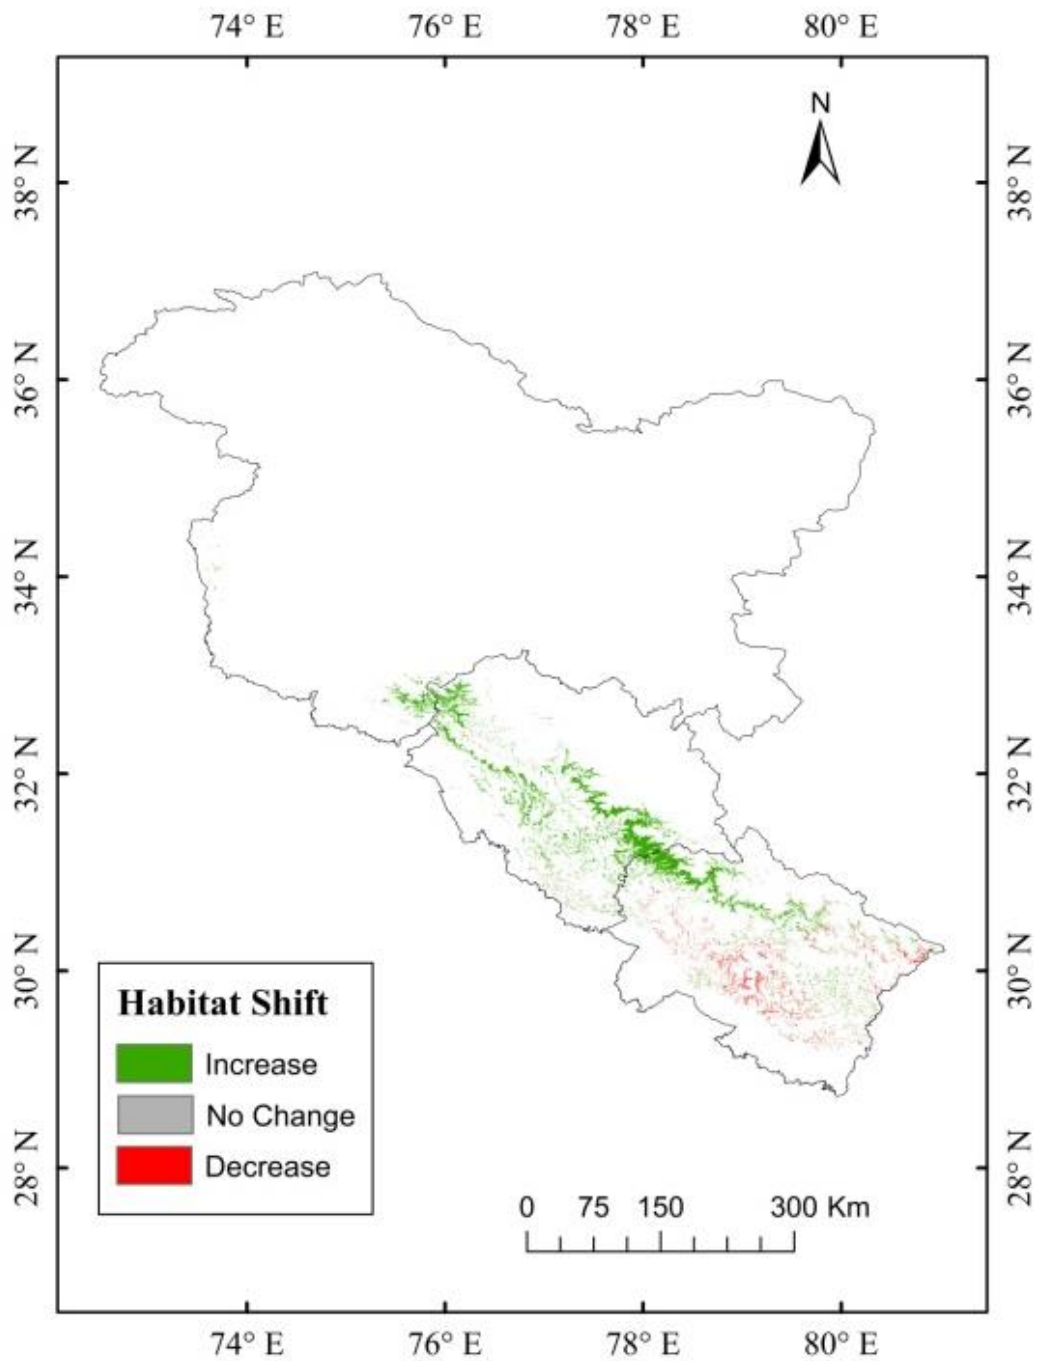 74° E 76° E 78° E 80° E
N
38° N 38° N
36° N 36° N
34° N 34° N
32° N 32° N
30° N 30° N
28° N 28° N
Habitat Shift
Increase
No Change
Decrease
0 75 150 300 Km
74° E 76° E 78° E 80° E